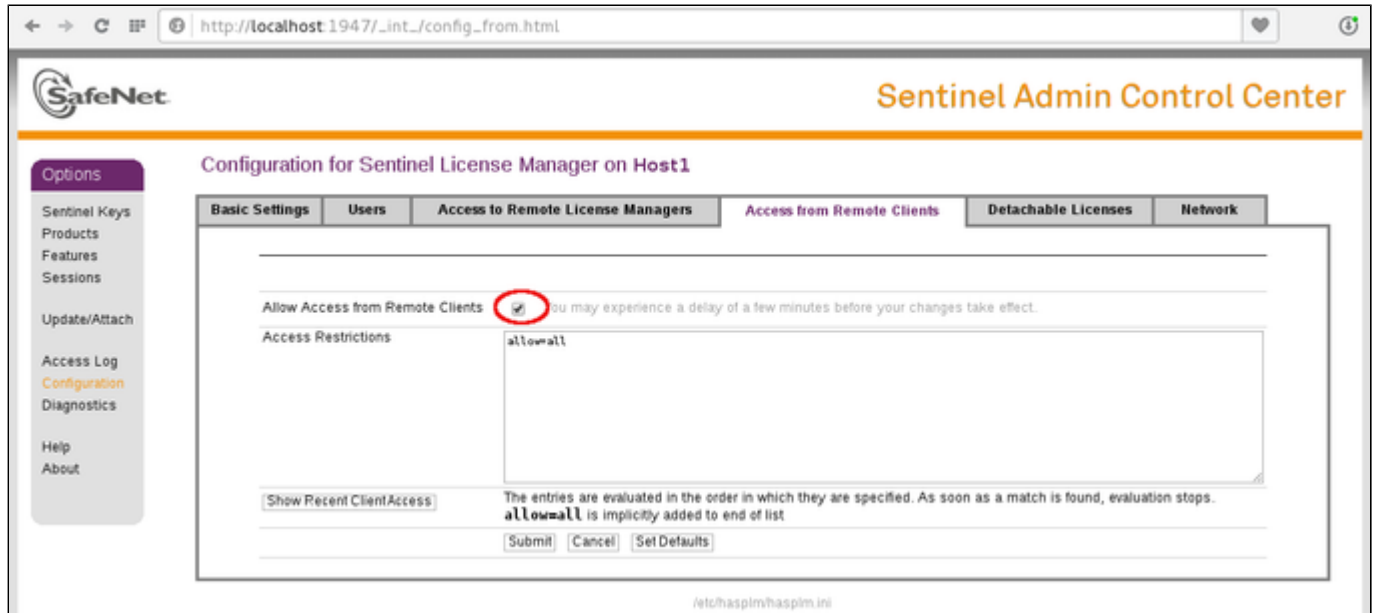 http://localhost:1947/_int_/config_from.html
SafeNet.
Sentinel Admin Control Center
Options
Sentinel Keys
Products
Features
Sessions
Update/Attach
Access Log
Configuration
Diagnostics
Help
About
Configuration for Sentinel License Manager on Host1
Basic Settings Users Access to Remote License Managers Access from Remote Clients Detachable Licenses Network
Allow Access from Remote Clients You may experience a delay of a few minutes before your changes take effect.
Access Restrictions
allow=all
Show Recent Client Access
The entries are evaluated in the order in which they are specified. As soon as a match is found, evaluation stops.
allow=all is implicitly added to end of list
Submit Cancel Set Defaults
/etc/hasplm/hasplm.ini